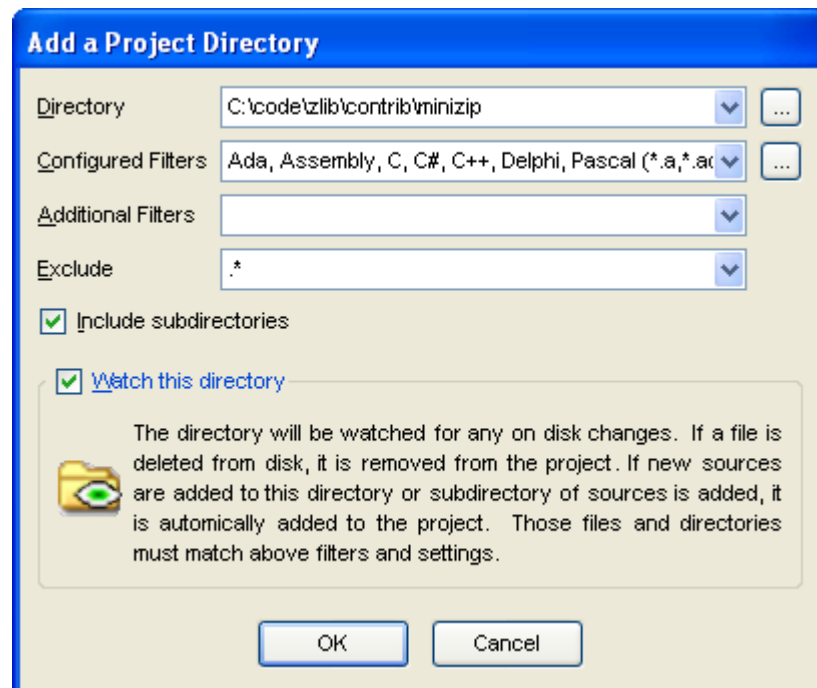 Add a Project Directory
Directory C:\code\zlib\contrib\minizip ...
Configured Filters Ada, Assembly, C, C#, C++, Delphi, Pascal (*.a,*.ad ...
Additional Filters
Exclude .*
Include subdirectories
Watch this directory
The directory will be watched for any on disk changes. If a file is
deleted from disk, it is removed from the project. If new sources
are added to this directory or subdirectory of sources is added, it
is automically added to the project. Those files and directories
must match above filters and settings.
OK Cancel